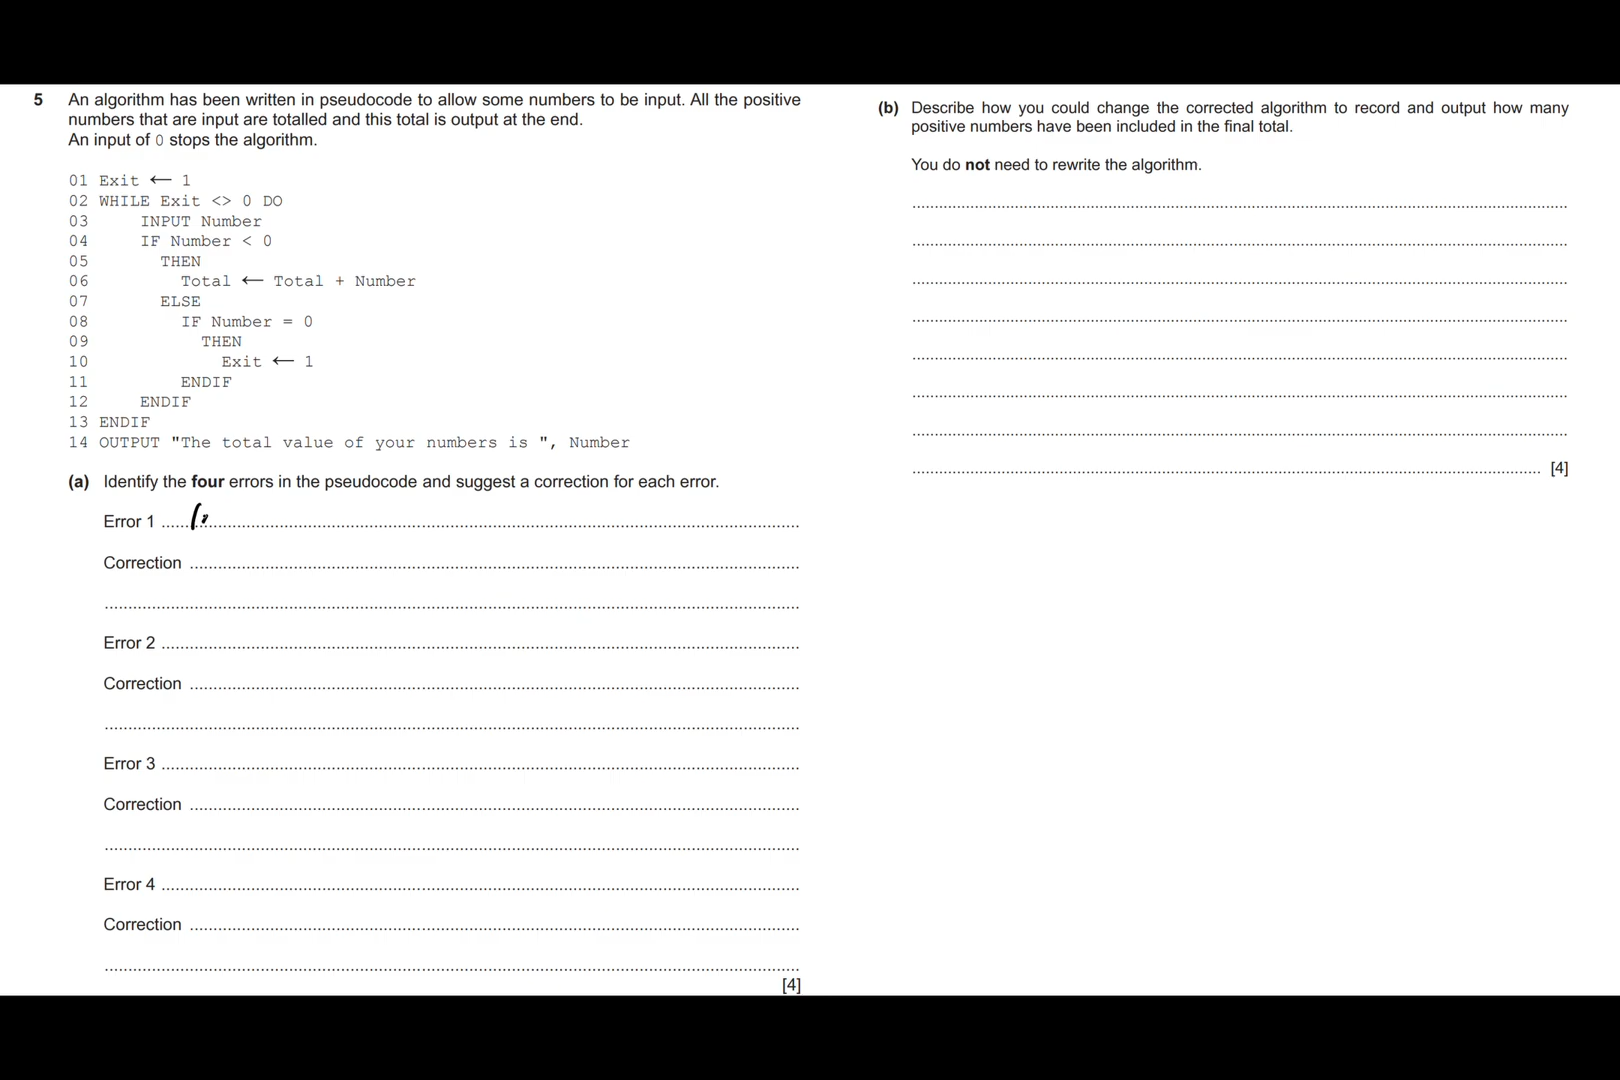 5 An algorithm has been written in pseudocode to allow some numbers to be input. All the positive
numbers that are input are totalled and this total is output at the end.
An input of 0 stops the algorithm.
01 Exit ← 1
02 WHILE Exit <> 0 DO
03 INPUT Number
04 IF Number < 0
05 THEN
06 Total ← Total + Number
07 ELSE
08 IF Number = 0
09 THEN
10 Exit ← 1
11 ENDIF
12 ENDIF
13 ENDIF
14 OUTPUT "The total value of your numbers is ", Number
(a) Identify the four errors in the pseudocode and suggest a correction for each error.
Error 1
Correction
Error 2
Correction
Error 3
Correction
Error 4
Correction
[4]
(b) Describe how you could change the corrected algorithm to record and output how many
positive numbers have been included in the final total.
You do not need to rewrite the algorithm.
[4]